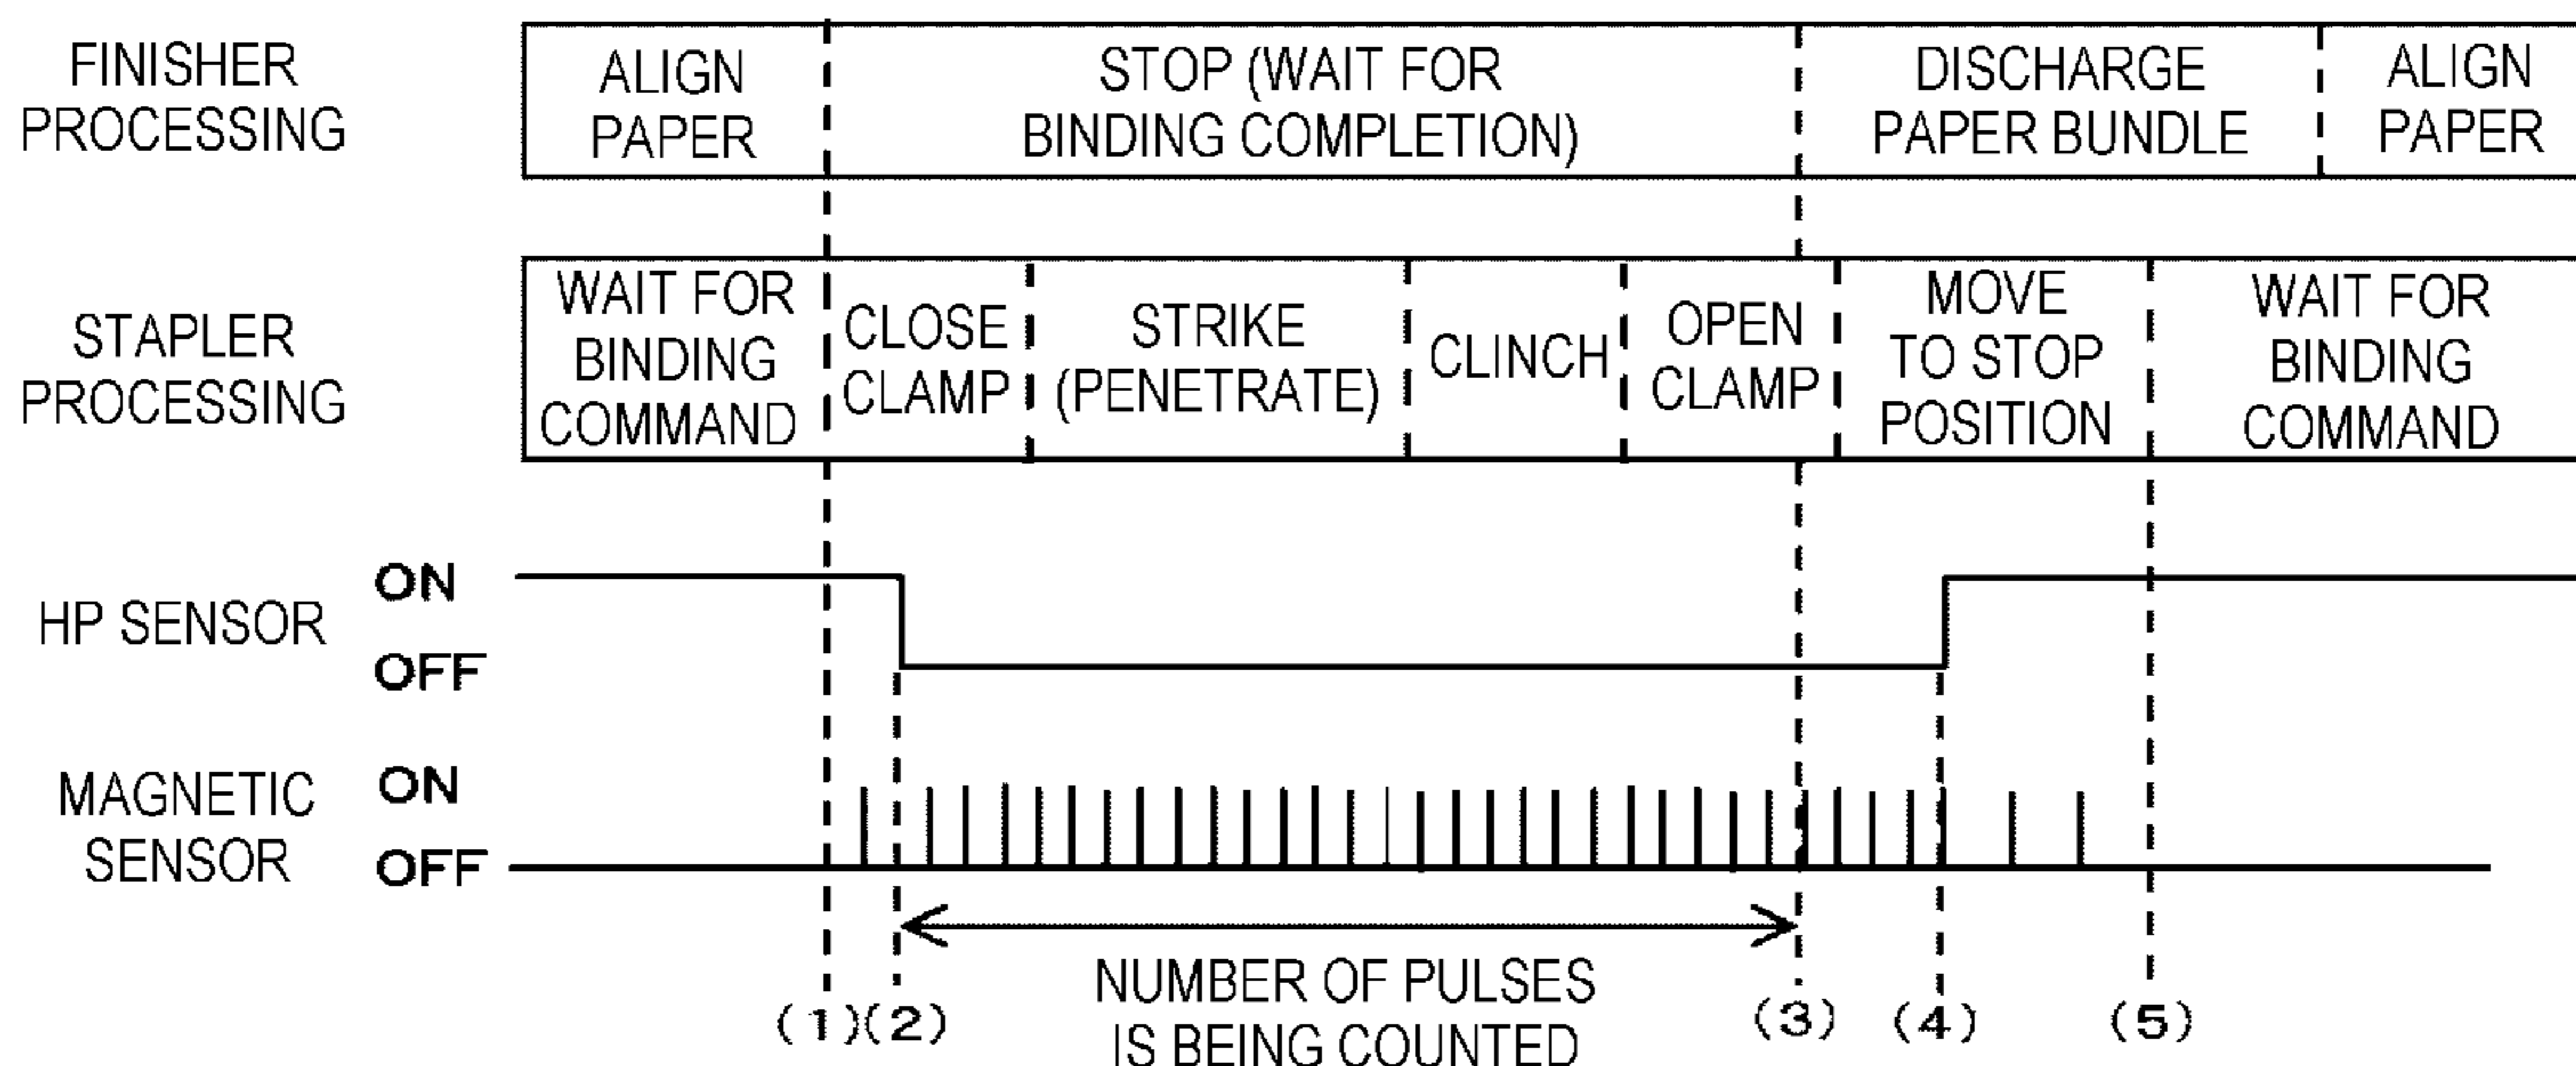 FINISHER
PROCESSING
ALIGN
PAPER
STOP (WAIT FOR
BINDING COMPLETION)
DISCHARGE
PAPER BUNDLE
ALIGN
PAPER
STAPLER
PROCESSING
WAIT FOR
BINDING
COMMAND
CLOSE
CLAMP
STRIKE
(PENETRATE)
CLINCH
OPEN
CLAMP
MOVE
TO STOP
POSITION
WAIT FOR
BINDING
COMMAND
HP SENSOR
ON
OFF
MAGNETIC
SENSOR
ON
OFF
NUMBER OF PULSES
IS BEING COUNTED
(1) (2) (3) (4) (5)